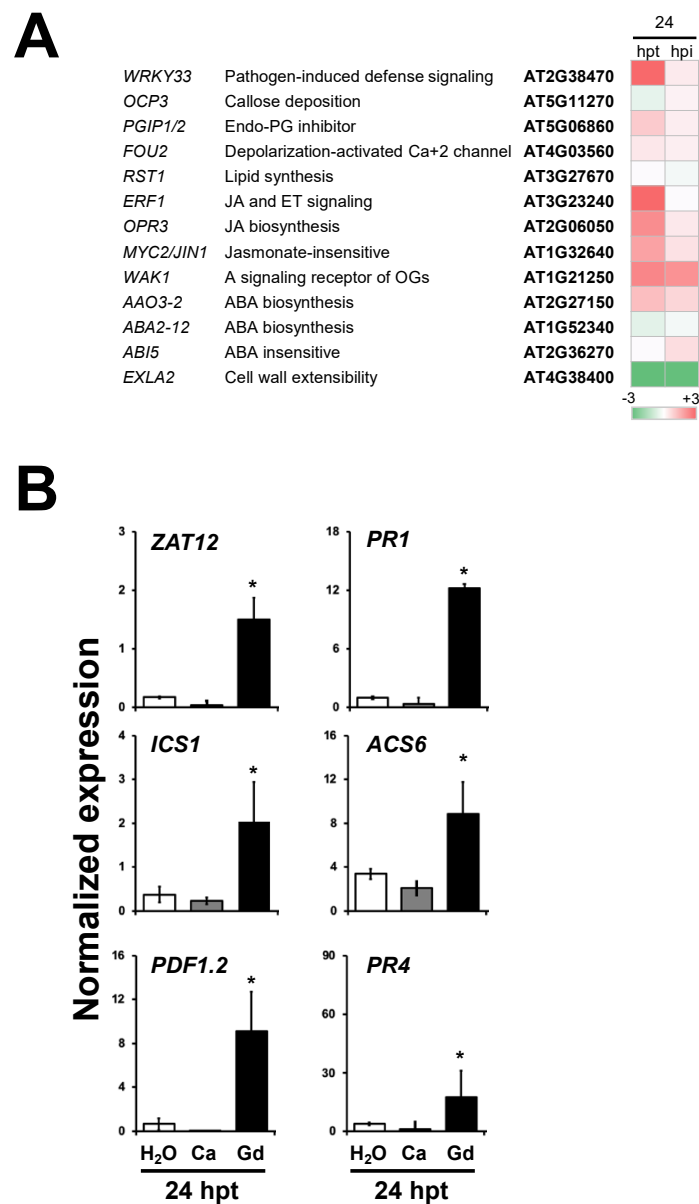 A
24
hpt hpi
WRKY33 Pathogen-induced defense signaling AT2G38470
OCP3 Callose deposition AT5G11270
PGIP1/2 Endo-PG inhibitor AT5G06860
FOU2 Depolarization-activated Ca+2 channel AT4G03560
RST1 Lipid synthesis AT3G27670
ERF1 JA and ET signaling AT3G23240
OPR3 JA biosynthesis AT2G06050
MYC2/JIN1 Jasmonate-insensitive AT1G32640
WAK1 A signaling receptor of OGs AT1G21250
AAO3-2 ABA biosynthesis AT2G27150
ABA2-12 ABA biosynthesis AT1G52340
ABI5 ABA insensitive AT2G36270
EXLA2 Cell wall extensibility AT4G38400
-3 +3
B
Normalized expression
ZAT12
3
2
1
0
*
PR1
18
12
6
0
*
ICS1
4
3
2
1
0
*
ACS6
16
12
8
4
0
*
PDF1.2
16
12
8
4
0
*
PR4
90
60
30
0
*
H2O Ca Gd
24 hpt
H2O Ca Gd
24 hpt